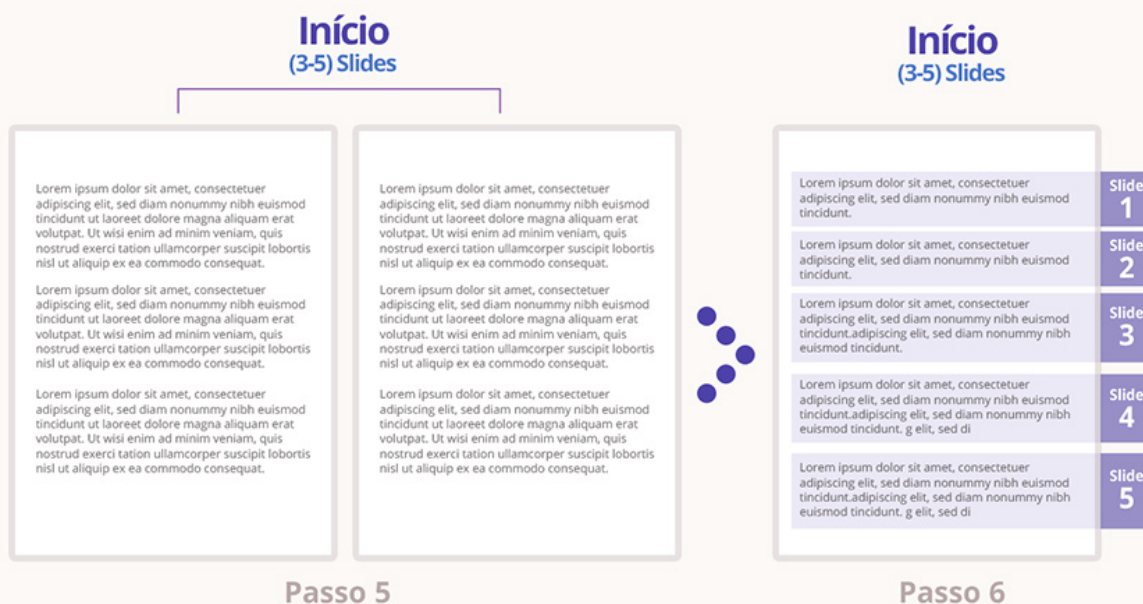 Início
(3-5) Slides
Lorem ipsum dolor sit amet, consectetuer
adipiscing elit, sed diam nonummy nibh euismod
tincidunt ut laoreet dolore magna aliquam erat
volutpat. Ut wisi enim ad minim veniam, quis
nostrud exerci tation ullamcorper suscipit lobortis
nisl ut aliquip ex ea commodo consequat.
Lorem ipsum dolor sit amet, consectetuer
adipiscing elit, sed diam nonummy nibh euismod
tincidunt ut laoreet dolore magna aliquam erat
volutpat. Ut wisi enim ad minim veniam, quis
nostrud exerci tation ullamcorper suscipit lobortis
nisl ut aliquip ex ea commodo consequat.
Lorem ipsum dolor sit amet, consectetuer
adipiscing elit, sed diam nonummy nibh euismod
tincidunt ut laoreet dolore magna aliquam erat
volutpat. Ut wisi enim ad minim veniam, quis
nostrud exerci tation ullamcorper suscipit lobortis
nisl ut aliquip ex ea commodo consequat.
Lorem ipsum dolor sit amet, consectetuer
adipiscing elit, sed diam nonummy nibh euismod
tincidunt ut laoreet dolore magna aliquam erat
volutpat. Ut wisi enim ad minim veniam, quis
nostrud exerci tation ullamcorper suscipit lobortis
nisl ut aliquip ex ea commodo consequat.
Lorem ipsum dolor sit amet, consectetuer
adipiscing elit, sed diam nonummy nibh euismod
tincidunt ut laoreet dolore magna aliquam erat
volutpat. Ut wisi enim ad minim veniam, quis
nostrud exerci tation ullamcorper suscipit lobortis
nisl ut aliquip ex ea commodo consequat.
Lorem ipsum dolor sit amet, consectetuer
adipiscing elit, sed diam nonummy nibh euismod
tincidunt ut laoreet dolore magna aliquam erat
volutpat. Ut wisi enim ad minim veniam, quis
nostrud exerci tation ullamcorper suscipit lobortis
nisl ut aliquip ex ea commodo consequat.
Passo 5
Início
(3-5) Slides
Lorem ipsum dolor sit amet, consectetuer
adipiscing elit, sed diam nonummy nibh euismod
tincidunt.
Slide
1
Lorem ipsum dolor sit amet, consectetuer
adipiscing elit, sed diam nonummy nibh euismod
tincidunt.
Slide
2
Lorem ipsum dolor sit amet, consectetuer
adipiscing elit, sed diam nonummy nibh euismod
tincidunt.adipiscing elit, sed diam nonummy nibh
euismod tincidunt.
Slide
3
Lorem ipsum dolor sit amet, consectetuer
adipiscing elit, sed diam nonummy nibh euismod
tincidunt.adipiscing elit, sed diam nonummy nibh
euismod tincidunt. g elit, sed di
Slide
4
Lorem ipsum dolor sit amet, consectetuer
adipiscing elit, sed diam nonummy nibh euismod
tincidunt.adipiscing elit, sed diam nonummy nibh
euismod tincidunt. g elit, sed di
Slide
5
Passo 6